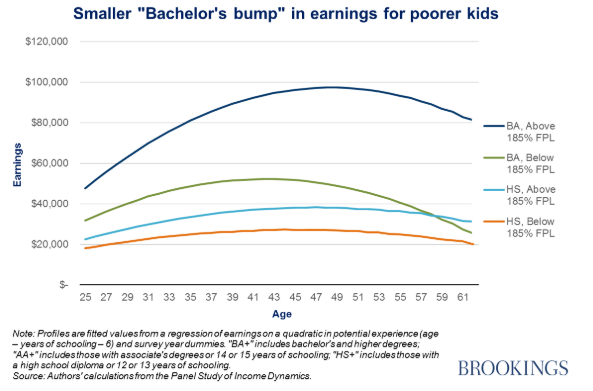 Smaller "Bachelor's bump" in earnings for poorer kids
$120,000
$100,000
$80,000
$60,000
$40,000
$20,000
$-
Earnings
25 27 29 31 33 35 37 39 41 43 45 47 49 51 53 55 57 59 61
Age
BA, Above
185% FPL
BA, Below
185% FPL
HS, Above
185% FPL
HS, Below
185% FPL
Note: Profiles are fitted values from a regression of earnings on a quadratic in potential experience (age
– years of schooling – 6) and survey year dummies. "BA+" includes bachelor's and higher degrees;
"AA+" includes those with associate's degrees or 14 or 15 years of schooling; "HS+" includes those with
a high school diploma or 12 or 13 years of schooling.
Source: Authors' calculations from the Panel Study of Income Dynamics.
BROOKINGS